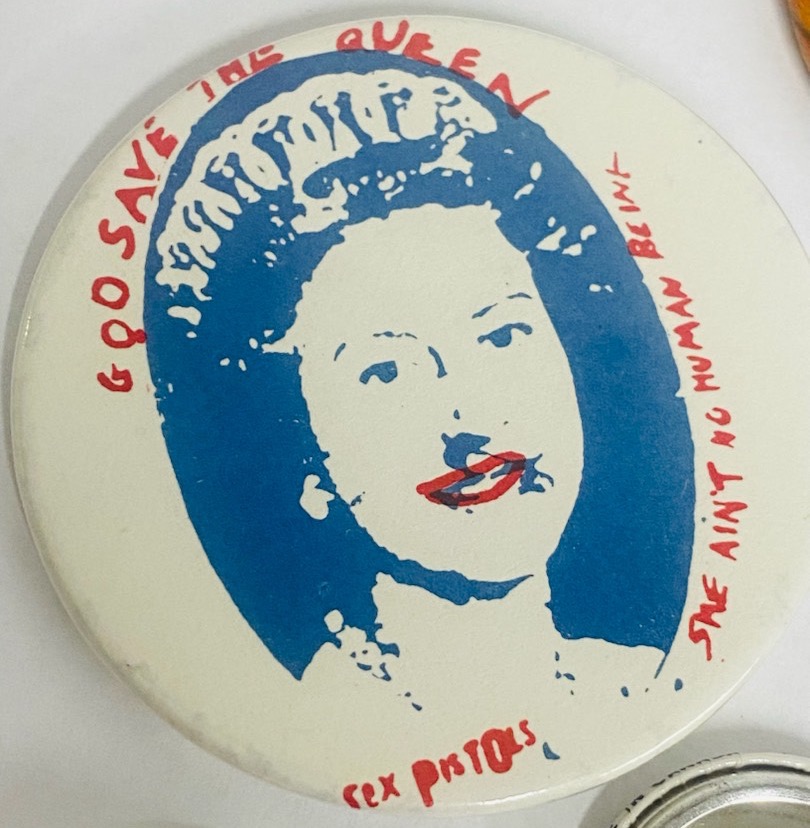 GOD SAVE THE QUEEN
SHE AIN'T NO HUMAN BEING
SEX PISTOLS